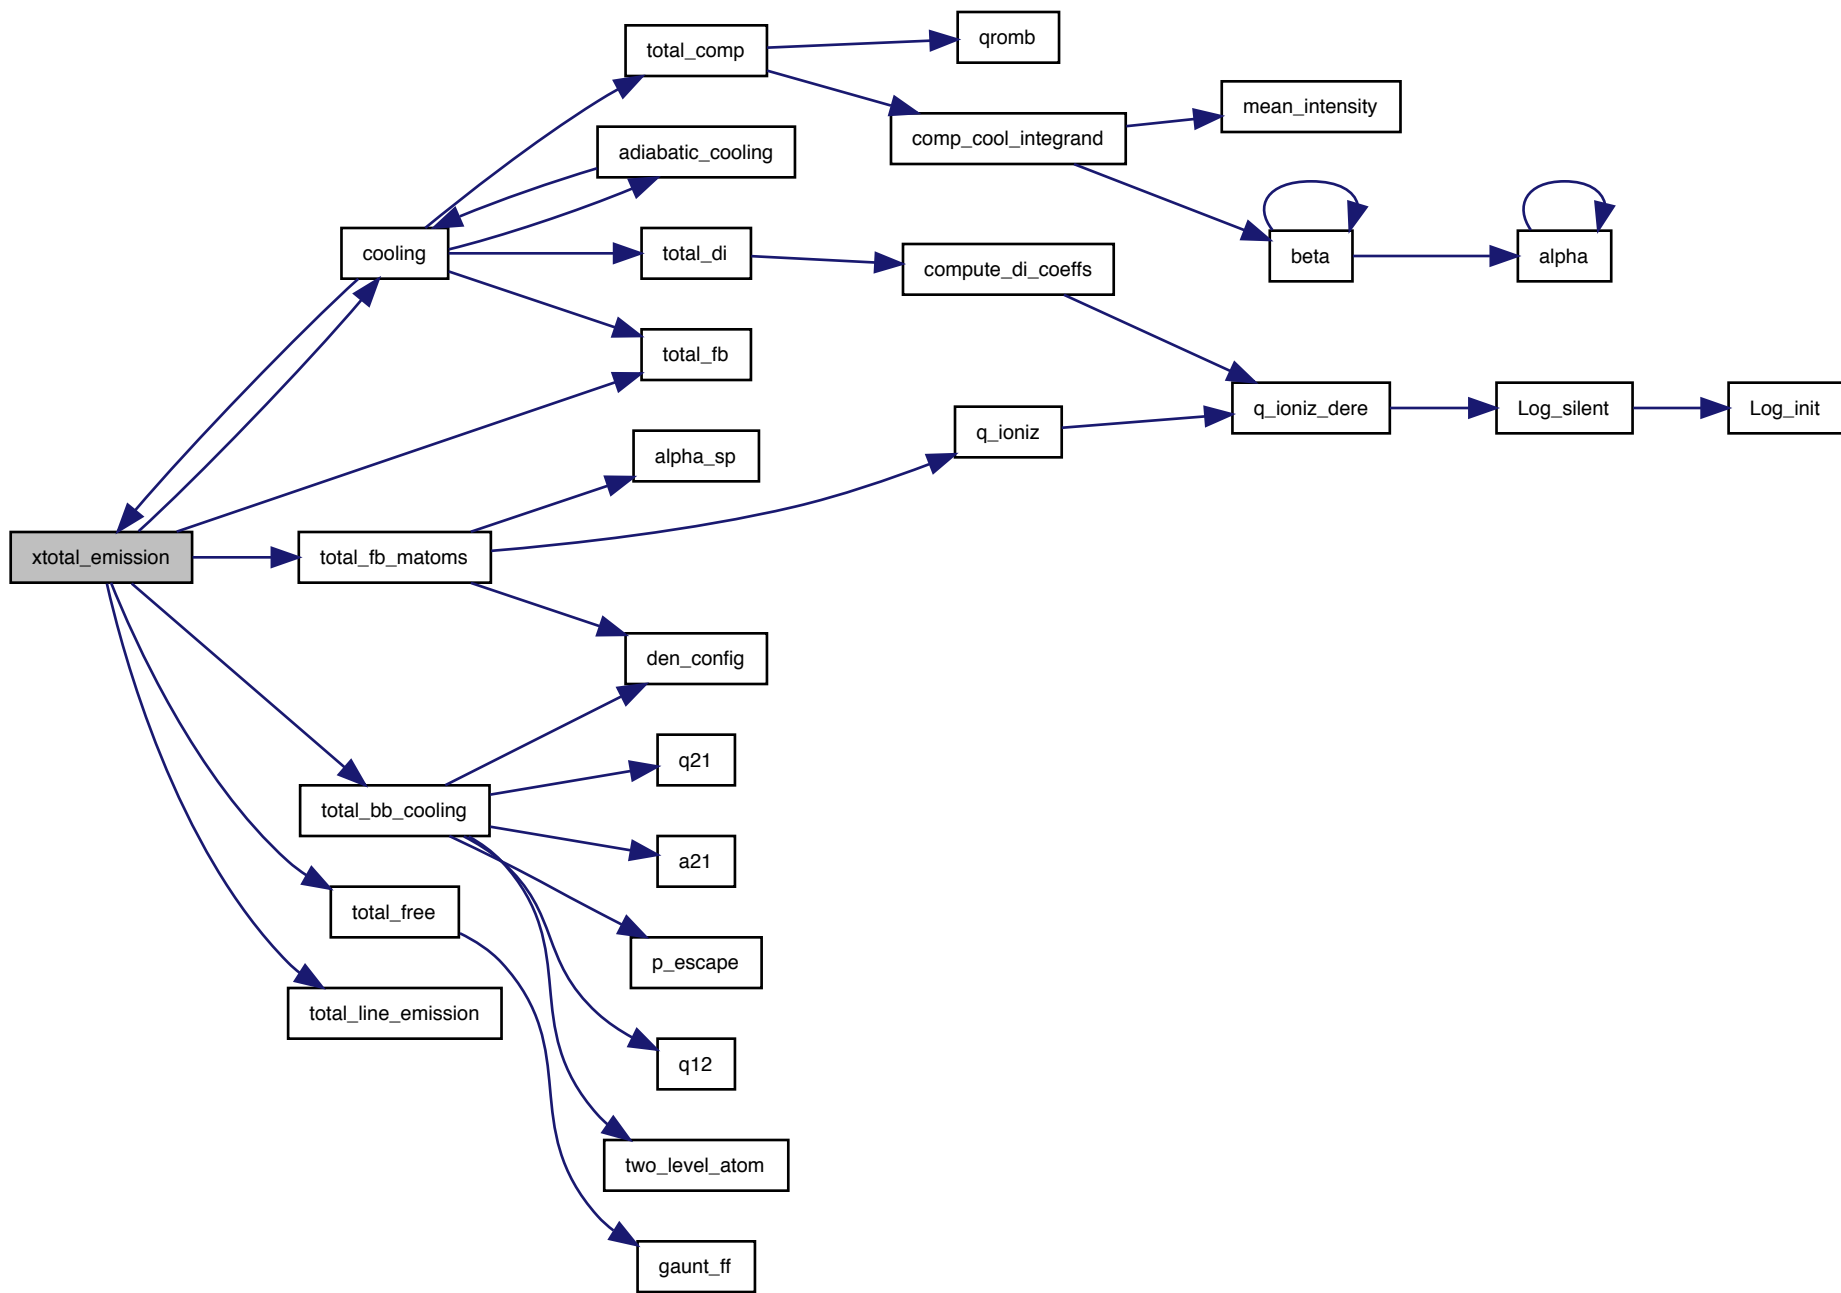 qromb
total_comp
mean_intensity
comp_cool_integrand
adiabatic_cooling
cooling
total_di
beta
alpha
compute_di_coeffs
total_fb
q_ioniz_dere
Log_silent
Log_init
q_ioniz
alpha_sp
xtotal_emission
total_fb_matoms
den_config
q21
total_bb_cooling
a21
total_free
p_escape
total_line_emission
q12
two_level_atom
gaunt_ff